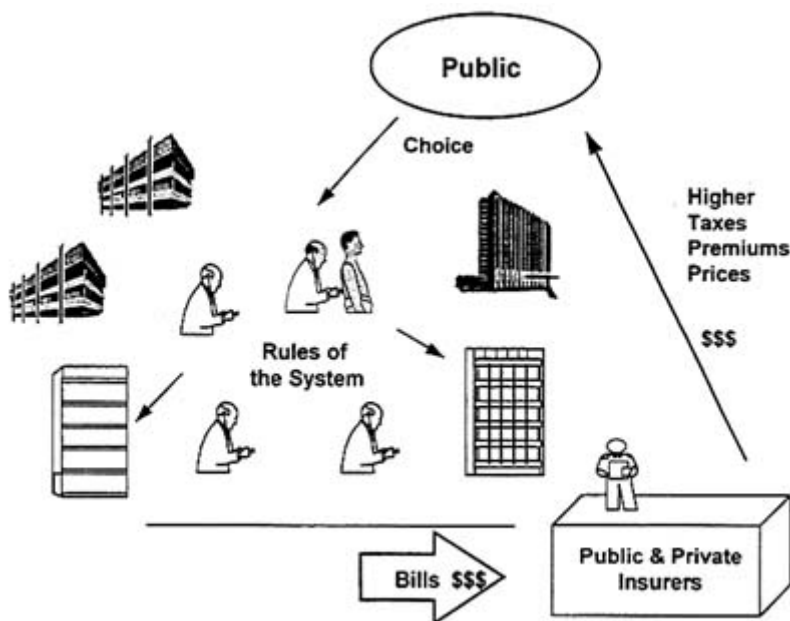 Public
Choice
Higher
Taxes
Premiums
Prices
$$$
Rules of
the System
Public & Private
Insurers
Bills $$$